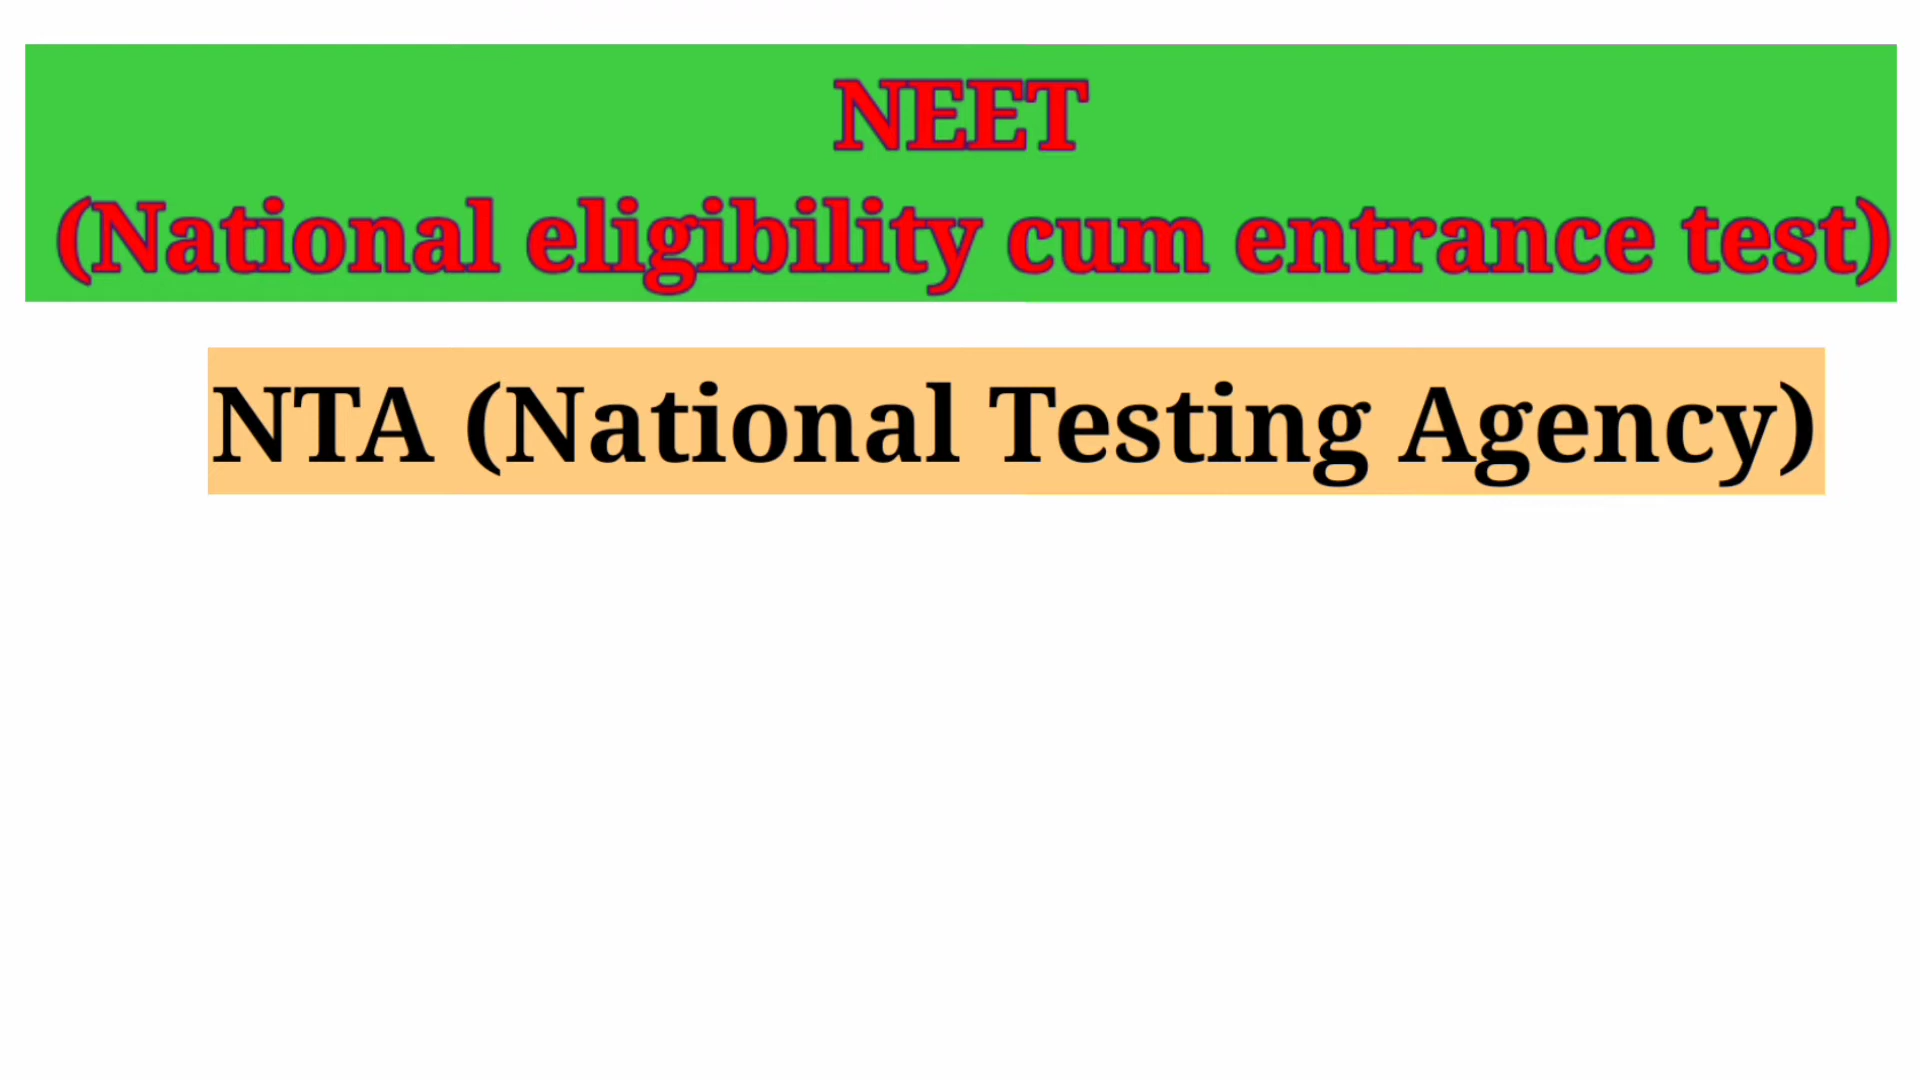 NEET
(National eligibility cum entrance test)
NTA (National Testing Agency)